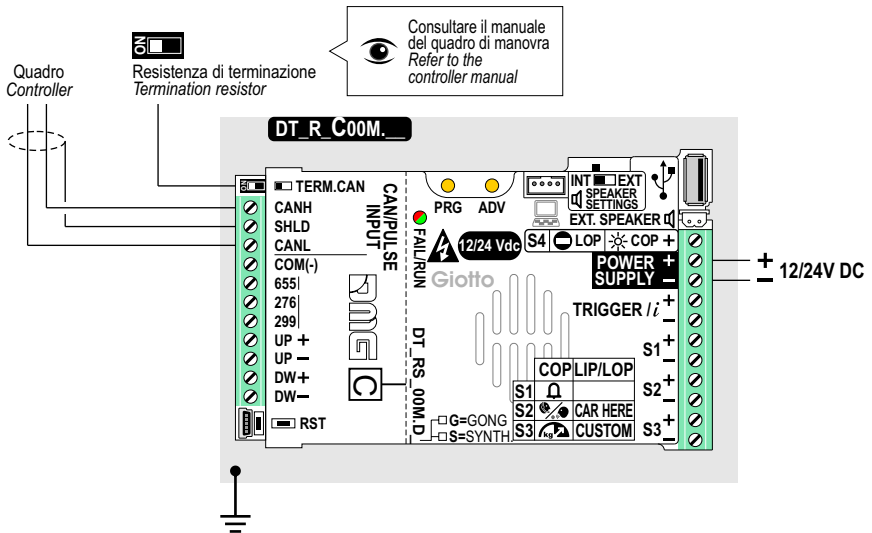 Consultare il manuale
del quadro di manovra
Refer to the
controller manual
ON
Resistenza di terminazione
Termination resistor
Quadro
Controller
DT_R_C00M.__
ON
TERM.CAN
CANH
SHLD
CANL
COM(-)
655
276
299
UP +
UP −
DW+
DW−
RST
CAN/PULSE
INPUT
DMG
C
PRG
ADV
FAIL/RUN
12/24 Vdc
Giotto
DT_RS_00M.D_
G=GONG
S=SYNTH.
INT
EXT
SPEAKER
SETTINGS
EXT. SPEAKER
S4
LOP
COP +
POWER +
SUPPLY −
+ 12/24V DC
−
TRIGGER / i + −
S1 + −
S2 + −
S3 + −
COP LIP/LOP
S1
S2 CAR HERE
S3 kg CUSTOM